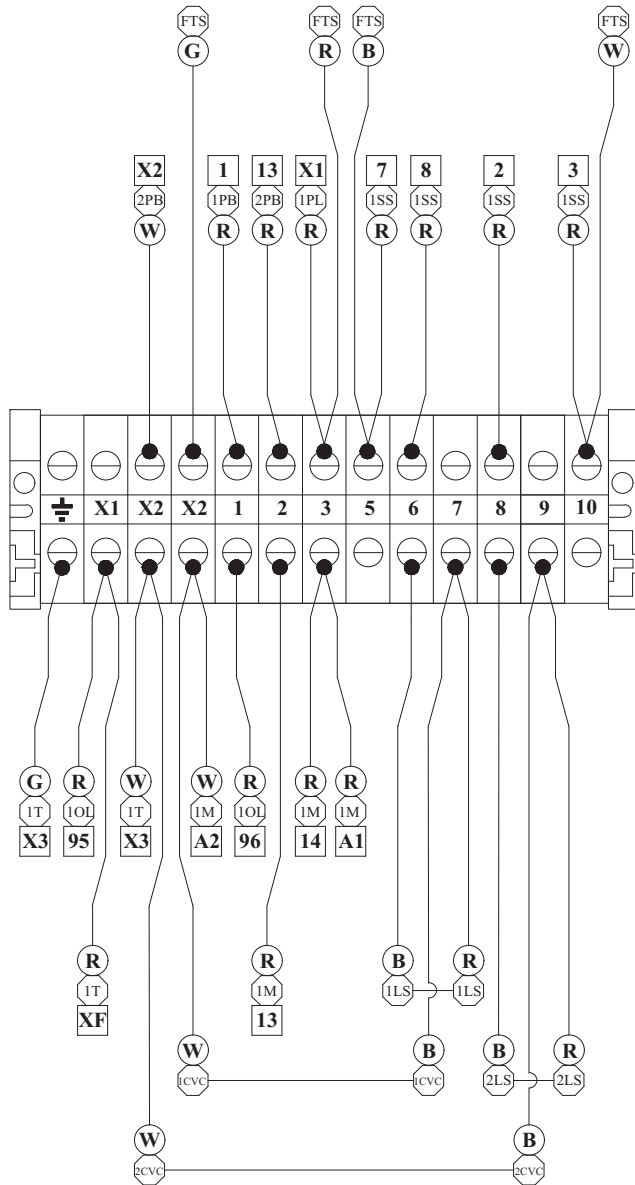 FTS FTS FTS FTS
G R B W
X2 1 13 X1 7 8 2 3
2PB 1PB 2PB 1PL 1SS 1SS 1SS 1SS
W R R R R R R R
X1 X2 X2 1 2 3 5 6 7 8 9 10
G R W W R R R
1T 1OL 1T 1M 1OL 1M 1M
X3 95 X3 A2 96 14 A1
R R B R
1T 1M 1LS 1LS
XF 13
W B B R
1CVC 1CVC 2LS 2LS
W B
2CVC 2CVC